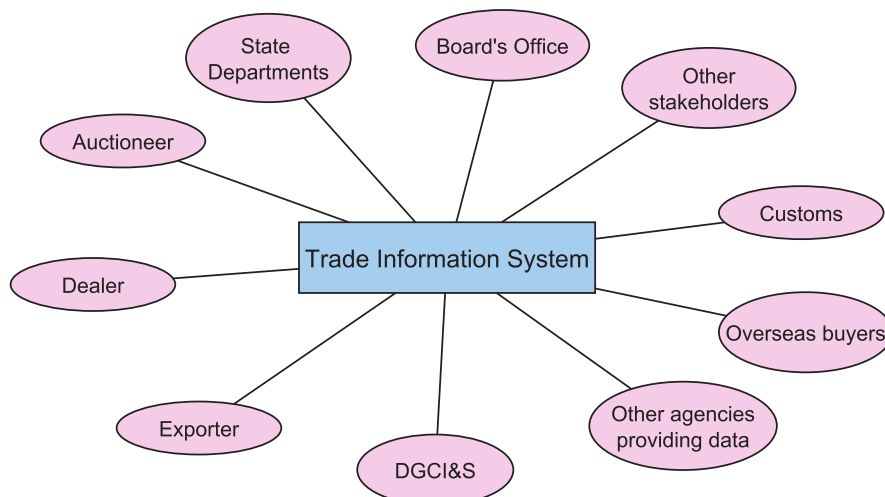 State
Departments
Board's Office
Other
stakeholders
Auctioneer
Customs
Trade Information System
Dealer
Overseas buyers
Exporter
Other agencies
providing data
DGCI&S